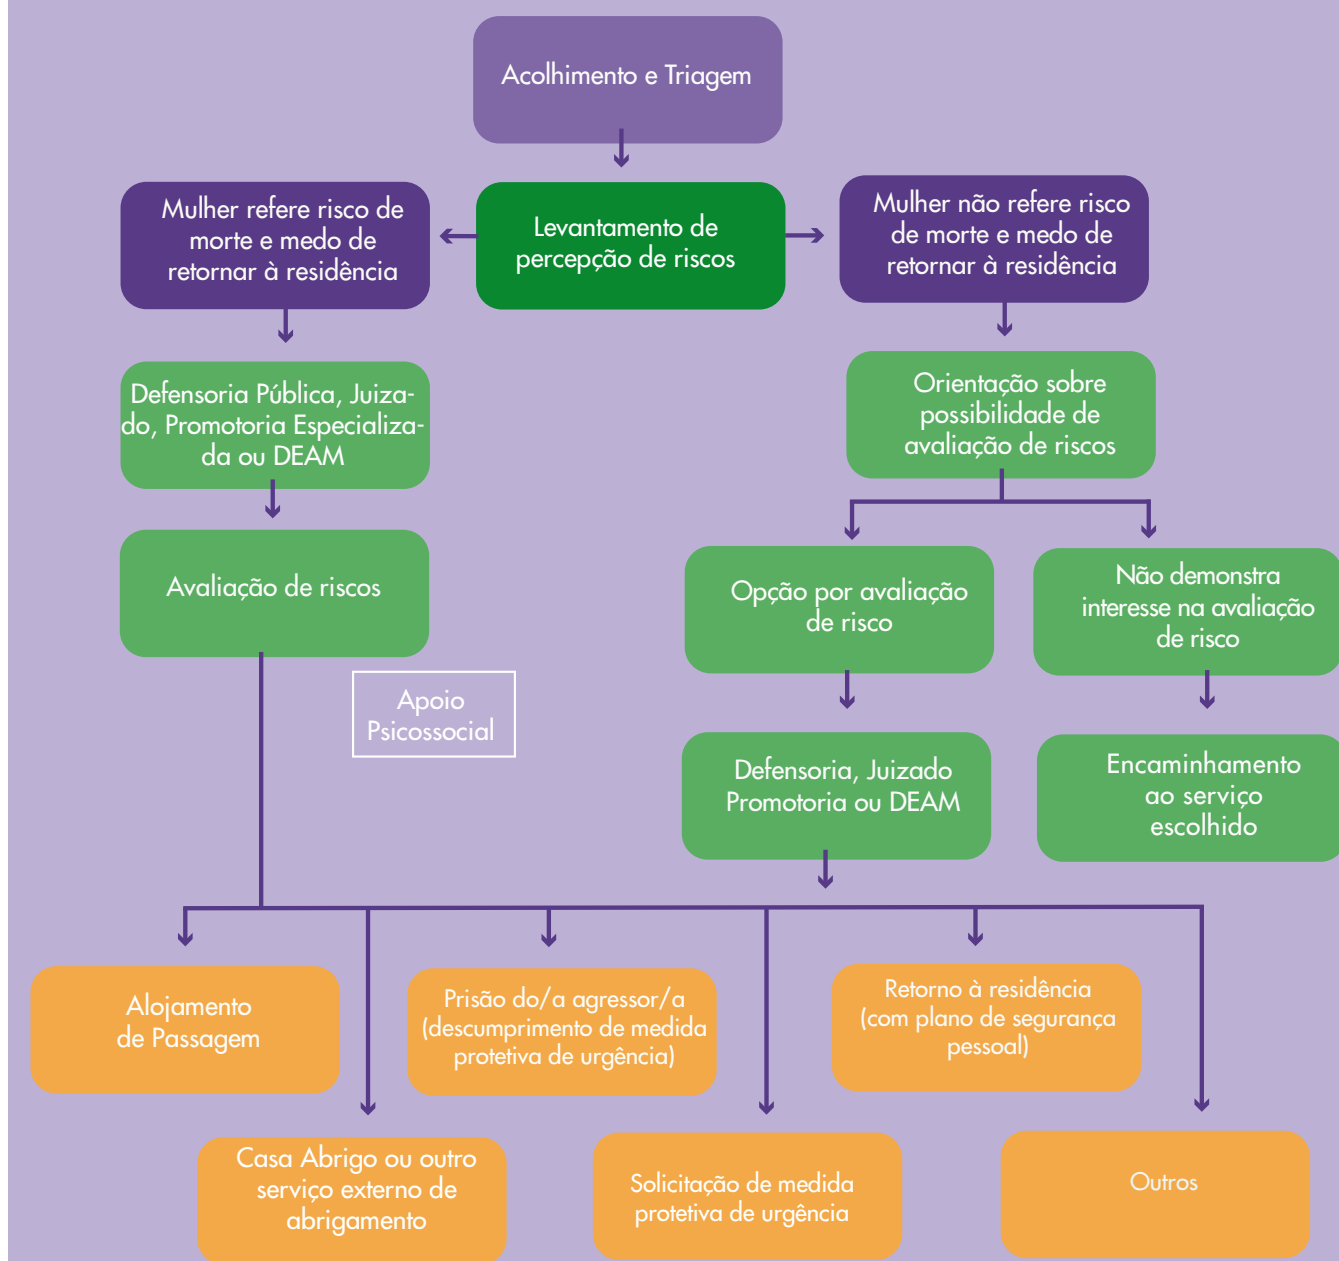 Acolhimento e Triagem
Mulher refere risco de
morte e medo de
retornar à residência
Levantamento de
percepção de riscos
Mulher não refere risco
de morte e medo de
retornar à residência
Defensoria Pública, Juiza-
do, Promotoria Especializa-
da ou DEAM
Orientação sobre
possibilidade de
avaliação de riscos
Avaliação de riscos
Opção por avaliação
de risco
Não demonstra
interesse na avaliação
de risco
Apoio
Psicossocial
Defensoria, Juizado
Promotoria ou DEAM
Encaminhamento
ao serviço
escolhido
Alojamento
de Passagem
Prisão do/a agressor/a
(descumprimento de medida
protetiva de urgência)
Retorno à residência
(com plano de segurança
pessoal)
Casa Abrigo ou outro
serviço externo de
abrigamento
Solicitação de medida
protetiva de urgência
Outros